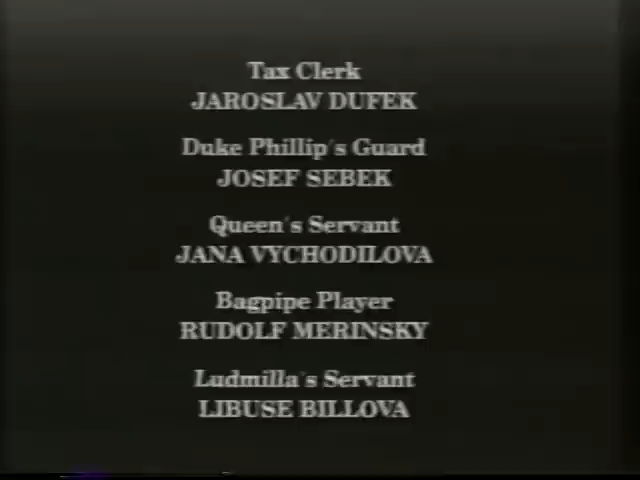 Tax Clerk
JAROSLAV DUFEK
Duke Phillip's Guard
JOSEF SEBEK
Queen's Servant
JANA VYCHODILOVA
Bagpipe Player
RUDOLF MERINSKY
Ludmilla's Servant
LIBUSE BILLOVA